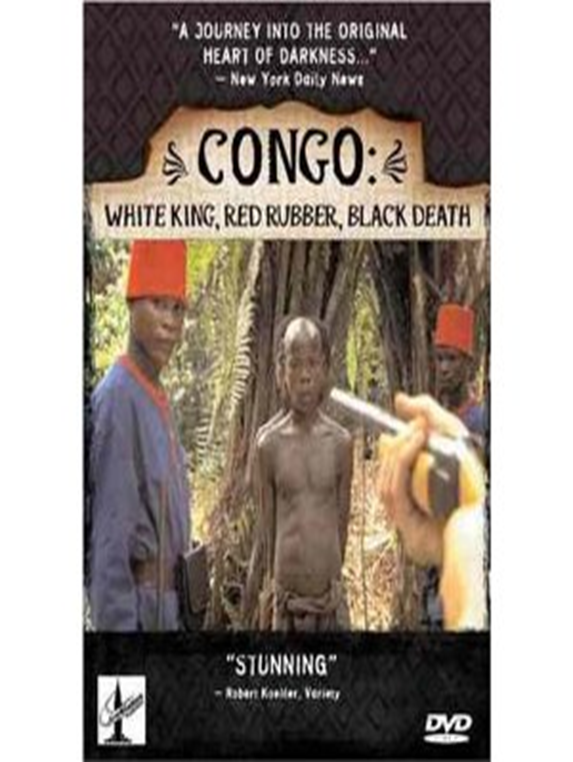 "A JOURNEY INTO THE ORIGINAL
HEART OF DARKNESS..."
— New York Daily News
CONGO:
WHITE KING, RED RUBBER, BLACK DEATH
"STUNNING"
— Robert Koehler, Variety
DVD